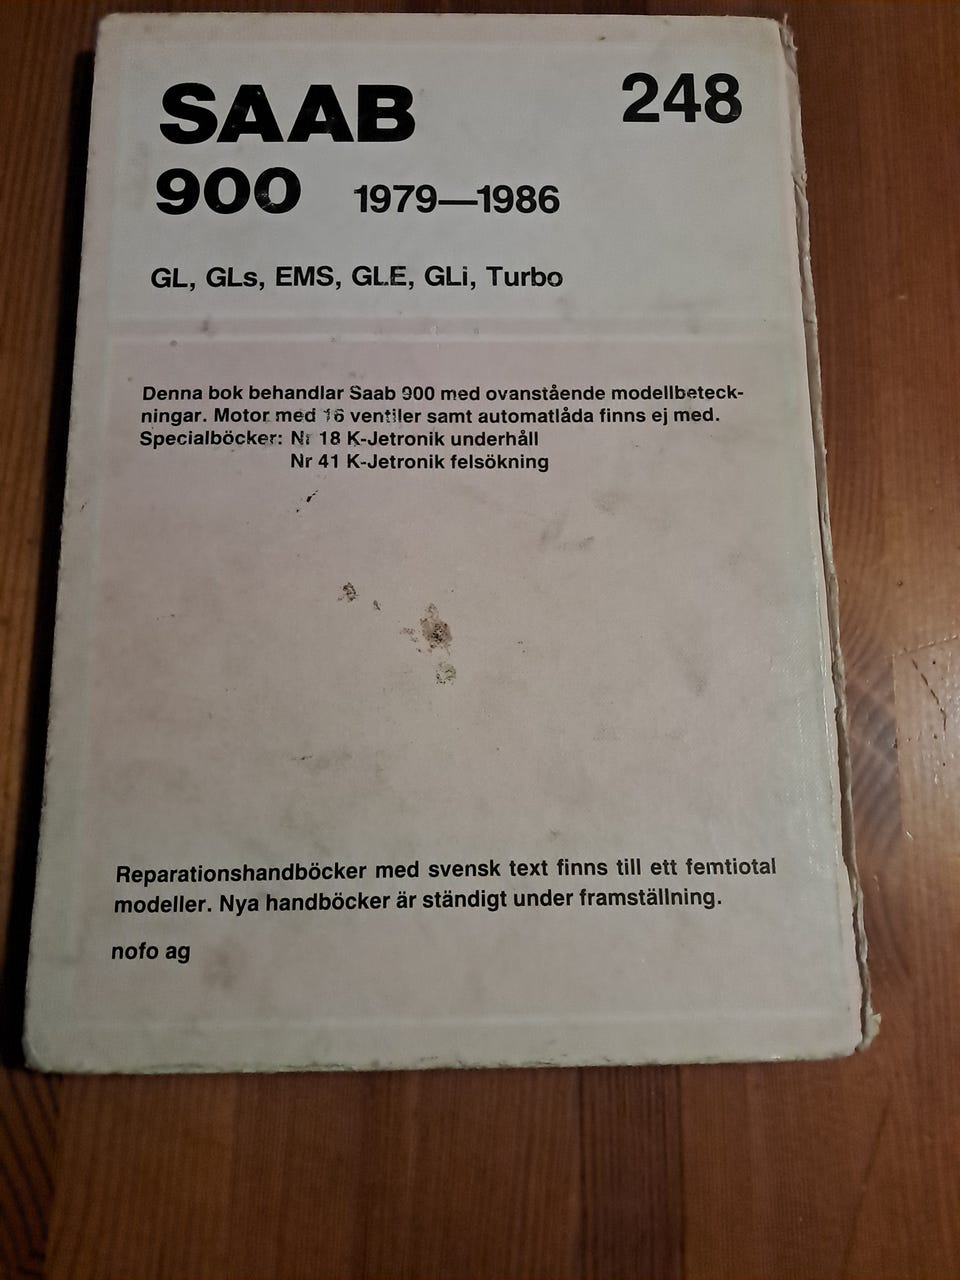 SAAB 248
900 1979—1986
GL, GLs, EMS, GLE, GLi, Turbo
Denna bok behandlar Saab 900 med ovanstående modellbeteck-
ningar. Motor med 16 ventiler samt automatlåda finns ej med.
Specialböcker: Nr 18 K-Jetronik underhåll
Nr 41 K-Jetronik felsökning
Reparationshandböcker med svensk text finns till ett femtiotal
modeller. Nya handböcker är ständigt under framställning.
nofo ag